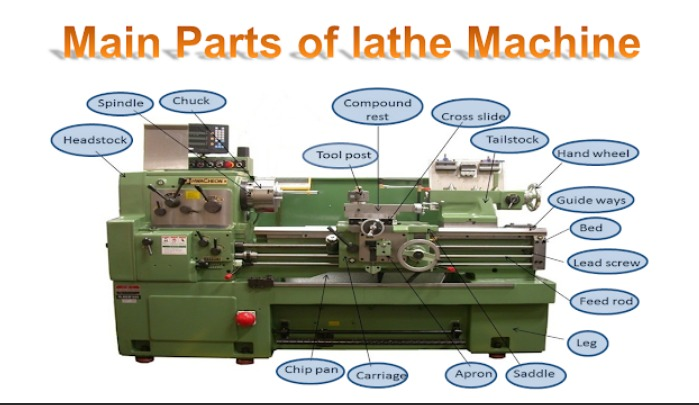 Main Parts of lathe Machine
Spindle
Chuck
Compound
rest
Cross slide
Headstock
Tool post
Tailstock
Hand wheel
Guide ways
Bed
Lead screw
Feed rod
Leg
Chip pan
Carriage
Apron
Saddle